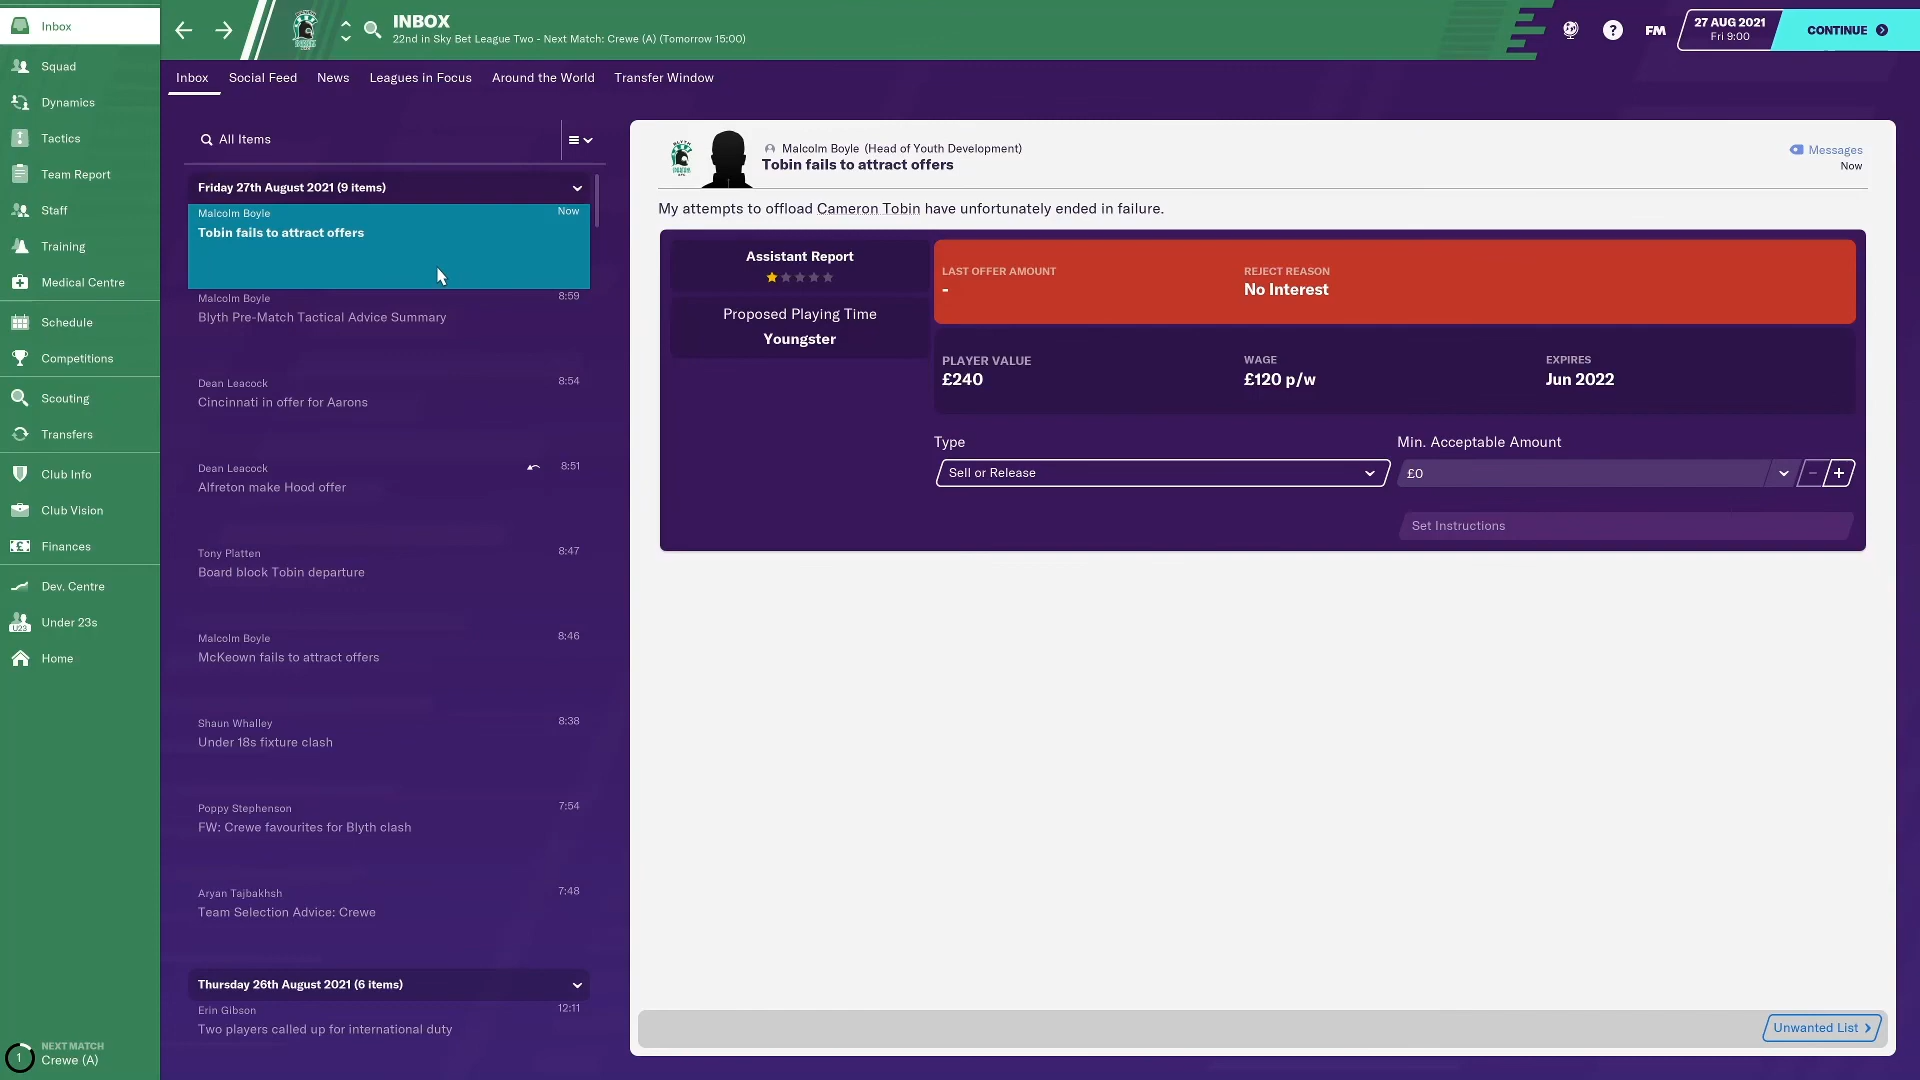 Inbox
Squad
Dynamics
Tactics
Team Report
Staff
Training
Medical Centre
Schedule
Competitions
Scouting
Transfers
Club Info
Club Vision
Finances
Dev. Centre
U23
Under 23s
Home
1
NEXT MATCH
Crewe (A)
INBOX
22nd in Sky Bet League Two - Next Match: Crewe (A) (Tomorrow 15:00)
?
FM
27 AUG 2021
Fri 9:00
CONTINUE
Inbox Social Feed News Leagues in Focus Around the World Transfer Window
All Items
Friday 27th August 2021 (9 items)
Malcolm Boyle Now
Tobin fails to attract offers
Malcolm Boyle 8:59
Blyth Pre-Match Tactical Advice Summary
Dean Leacock 8:54
Cincinnati in offer for Aarons
Dean Leacock 8:51
Alfreton make Hood offer
Tony Platten 8:47
Board block Tobin departure
Malcolm Boyle 8:46
McKeown fails to attract offers
Shaun Whalley 8:38
Under 18s fixture clash
Poppy Stephenson 7:54
FW: Crewe favourites for Blyth clash
Aryan Tajbakhsh 7:48
Team Selection Advice: Crewe
Thursday 26th August 2021 (6 items)
Erin Gibson 12:11
Two players called up for international duty
Malcolm Boyle (Head of Youth Development)
Tobin fails to attract offers
Messages
Now
My attempts to offload Cameron Tobin have unfortunately ended in failure.
Assistant Report
Proposed Playing Time
Youngster
LAST OFFER AMOUNT REJECT REASON
- No Interest
PLAYER VALUE WAGE EXPIRES
£240 £120 p/w Jun 2022
Type Min. Acceptable Amount
Sell or Release £0 - +
Set Instructions
Unwanted List >